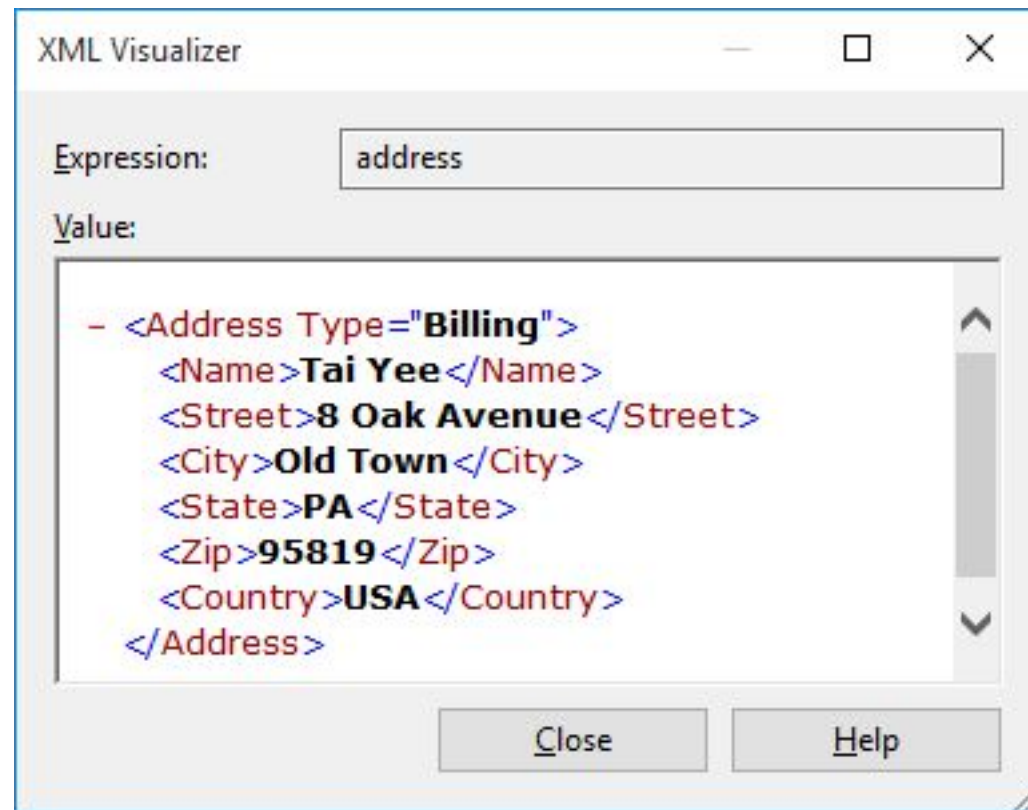 XML Visualizer
Expression: address
Value:
– <Address Type="Billing">
<Name>Tai Yee</Name>
<Street>8 Oak Avenue</Street>
<City>Old Town</City>
<State>PA</State>
<Zip>95819</Zip>
<Country>USA</Country>
</Address>
Close Help